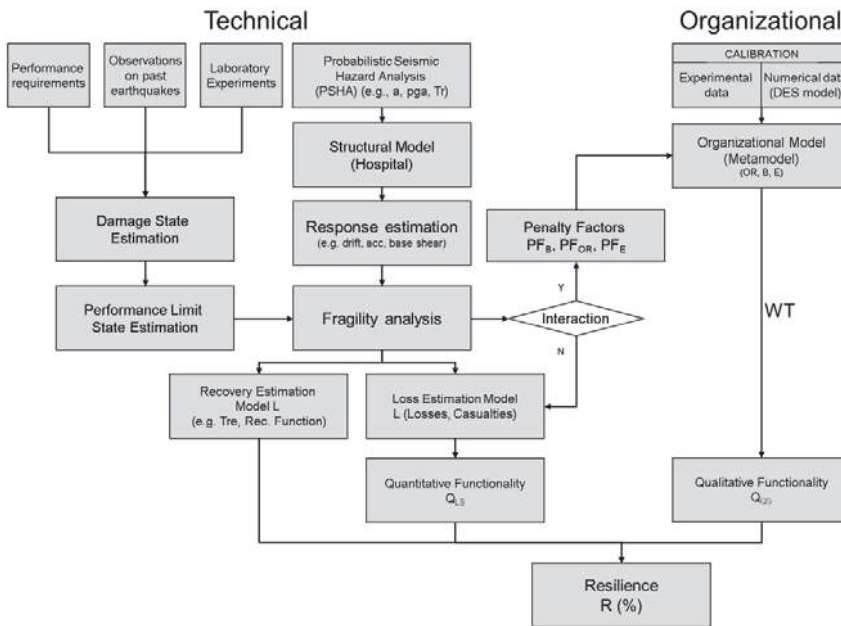 Technical
Organizational
Performance
requirements
Observations
on past
earthquakes
Laboratory
Experiments
Probabilistic Seismic
Hazard Analysis
(PSHA) (e.g., a, pga, Tr)
CALIBRATION
Experimental
data
Numerical data
(DES model)
Structural Model
(Hospital)
Organizational Model
(Metamodel)
(OR, B, E)
Damage State
Estimation
Response estimation
(e.g. drift, acc, base shear)
Penalty Factors
PFB, PFOR, PFE
Performance Limit
State Estimation
Fragility analysis
Y
Interaction
N
WT
Recovery Estimation
Model L
(e.g. Tre, Rec. Function)
Loss Estimation Model
L (Losses, Casualties)
Quantitative Functionality
QLS
Qualitative Functionality
QQS
Resilience
R (%)